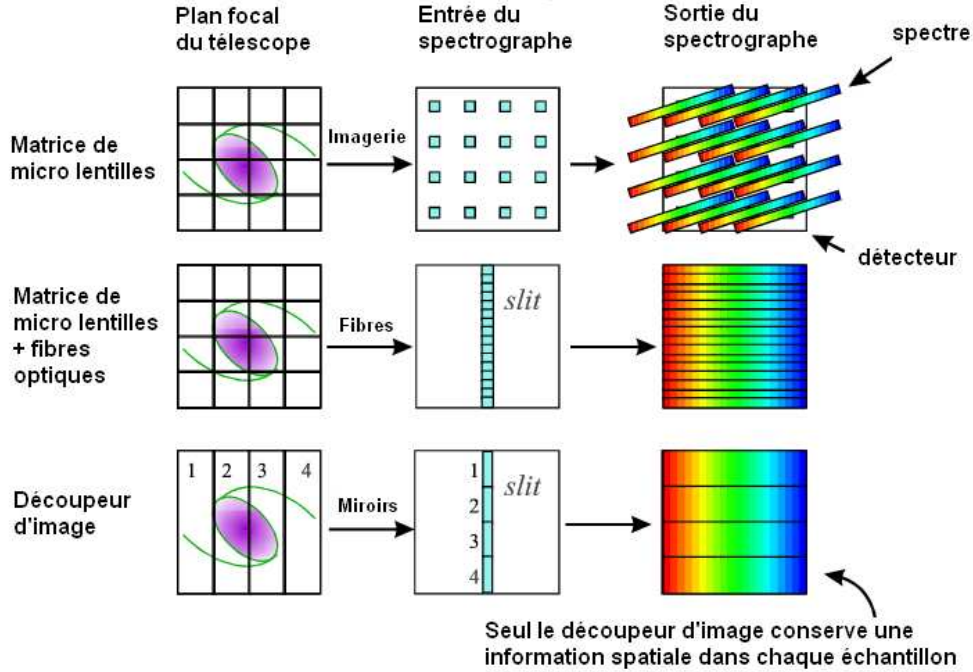 Plan focal
du télescope
Entrée du
spectrographe
Sortie du
spectrographe
spectre
Matrice de
micro lentilles
Imagerie
détecteur
Matrice de
micro lentilles
+ fibres
optiques
Fibres
slit
Découpeur
d'image
1 2 3 4
Miroirs
1
2
3
4
slit
Seul le découpeur d'image conserve une
information spatiale dans chaque échantillon